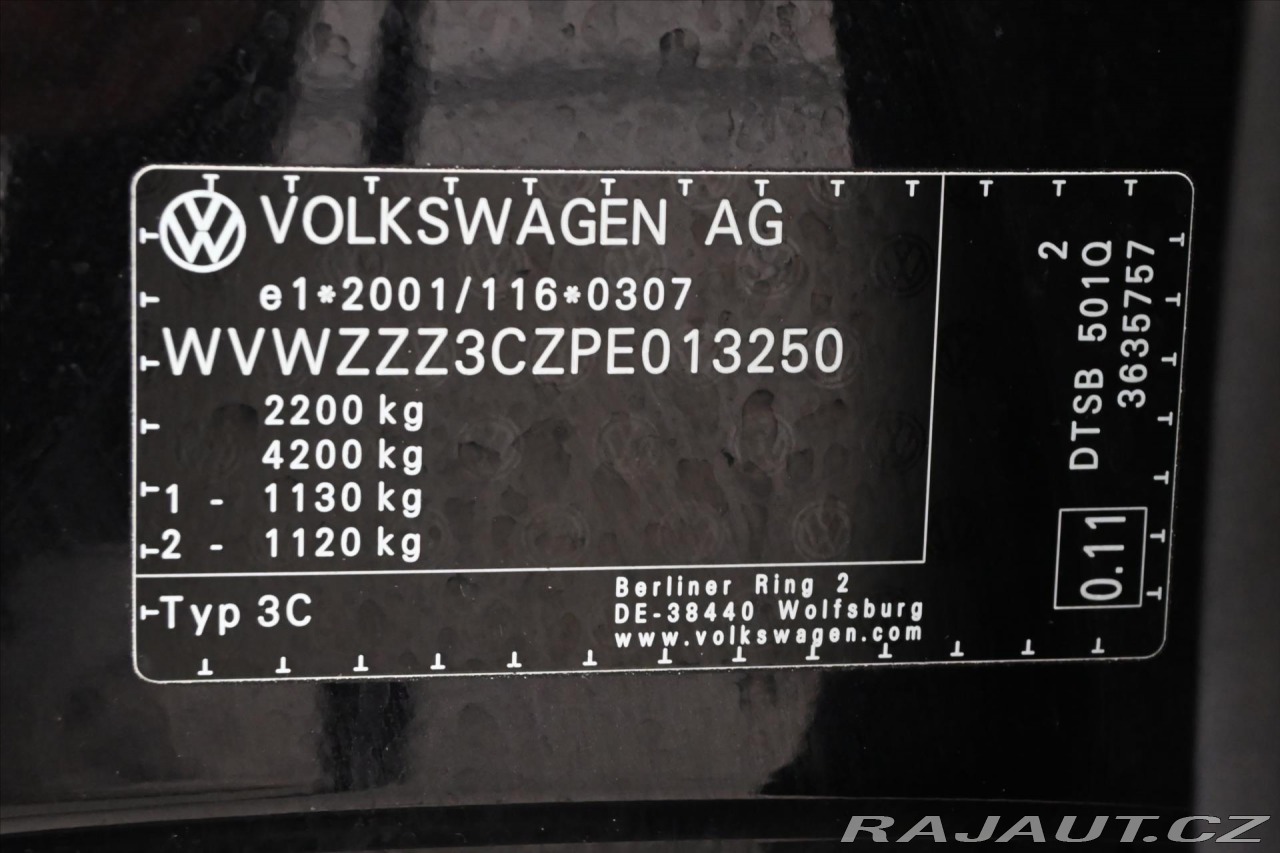 VOLKSWAGEN AG
e1*2001/116*0307
WVWZZZ3CZPE013250
2200 kg
4200 kg
1 - 1130 kg
2 - 1120 kg
Typ 3C
Berliner Ring 2
DE-38440 Wolfsburg
www.volkswagen.com
2
DTSB 501Q
3635757
0.11
RAJAUT.CZ